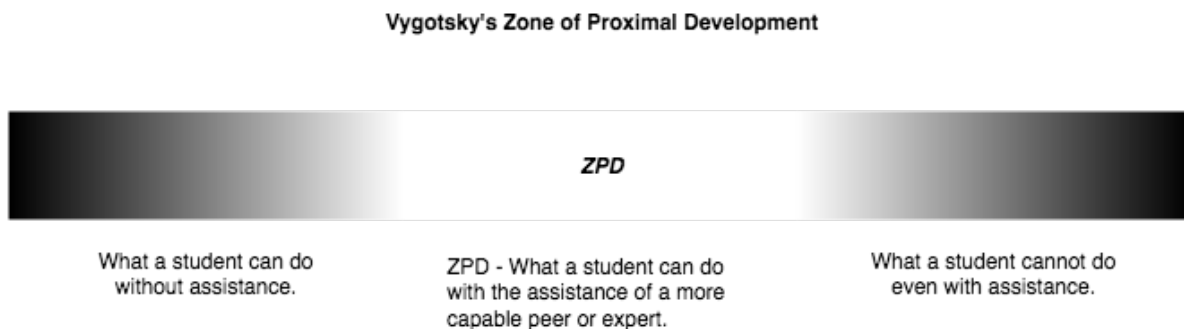 Vygotsky's Zone of Proximal Development
ZPD
What a student can do
without assistance.
ZPD - What a student can do
with the assistance of a more
capable peer or expert.
What a student cannot do
even with assistance.